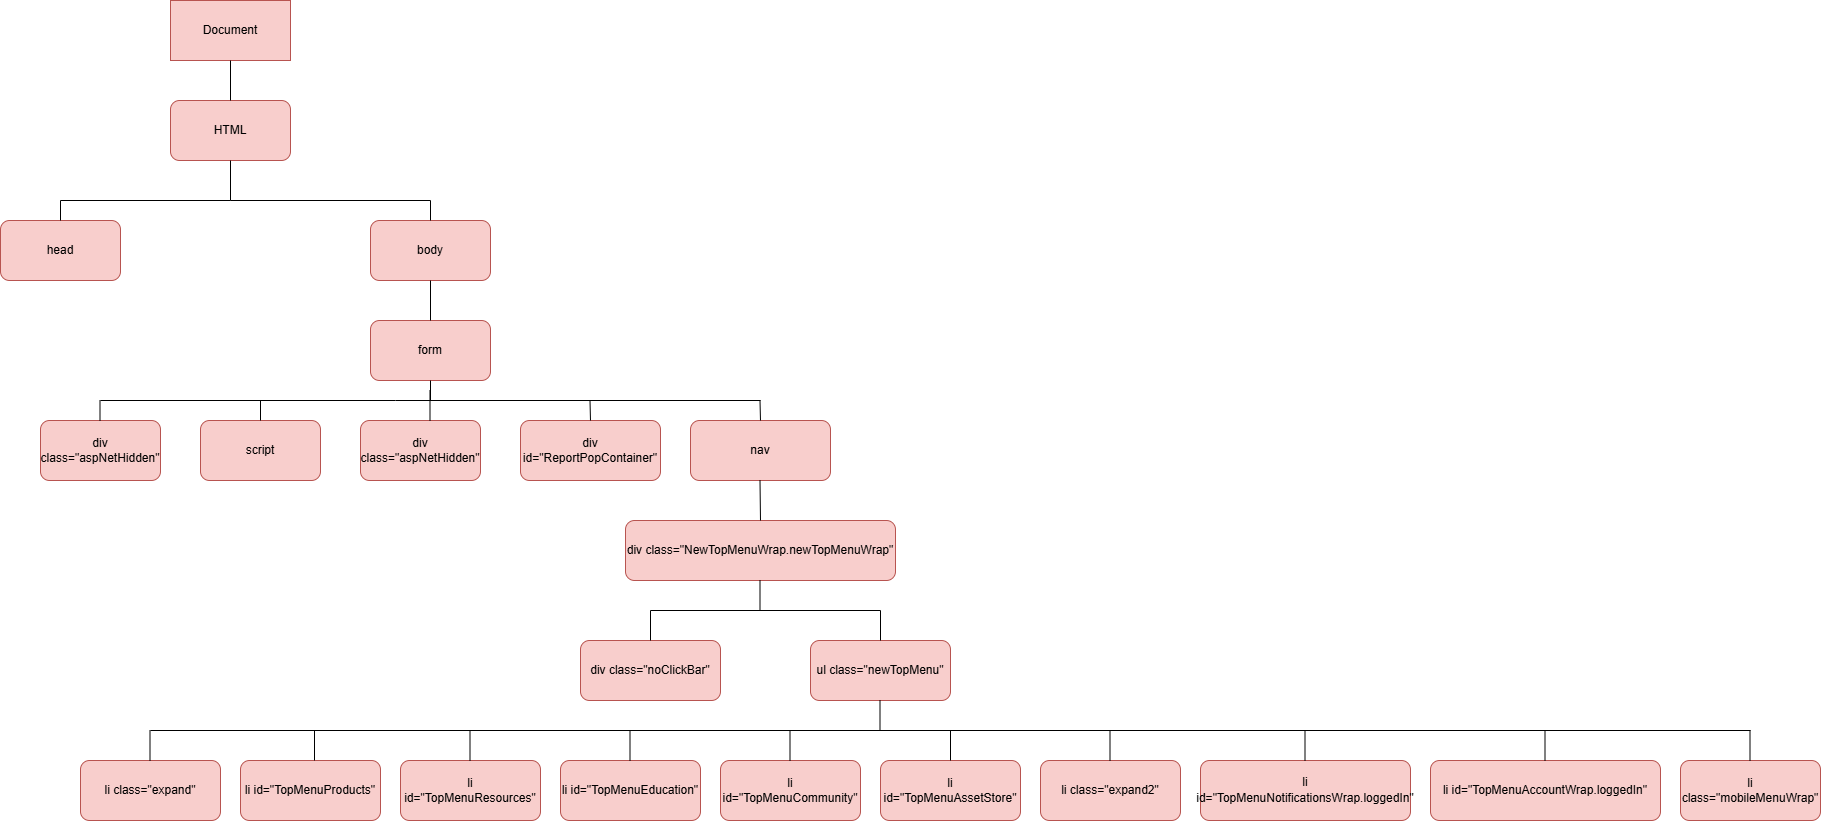 Document
HTML
head
body
form
div
class="aspNetHidden"
script
div
class="aspNetHidden"
div
id="ReportPopContainer"
nav
div class="NewTopMenuWrap.newTopMenuWrap"
div class="noClickBar"
ul class="newTopMenu"
li class="expand"
li id="TopMenuProducts"
li
id="TopMenuResources"
li id="TopMenuEducation"
li
id="TopMenuCommunity"
li
id="TopMenuAssetStore"
li class="expand2"
li
id="TopMenuNotificationsWrap.loggedIn"
li id="TopMenuAccountWrap.loggedIn"
li
class="mobileMenuWrap"